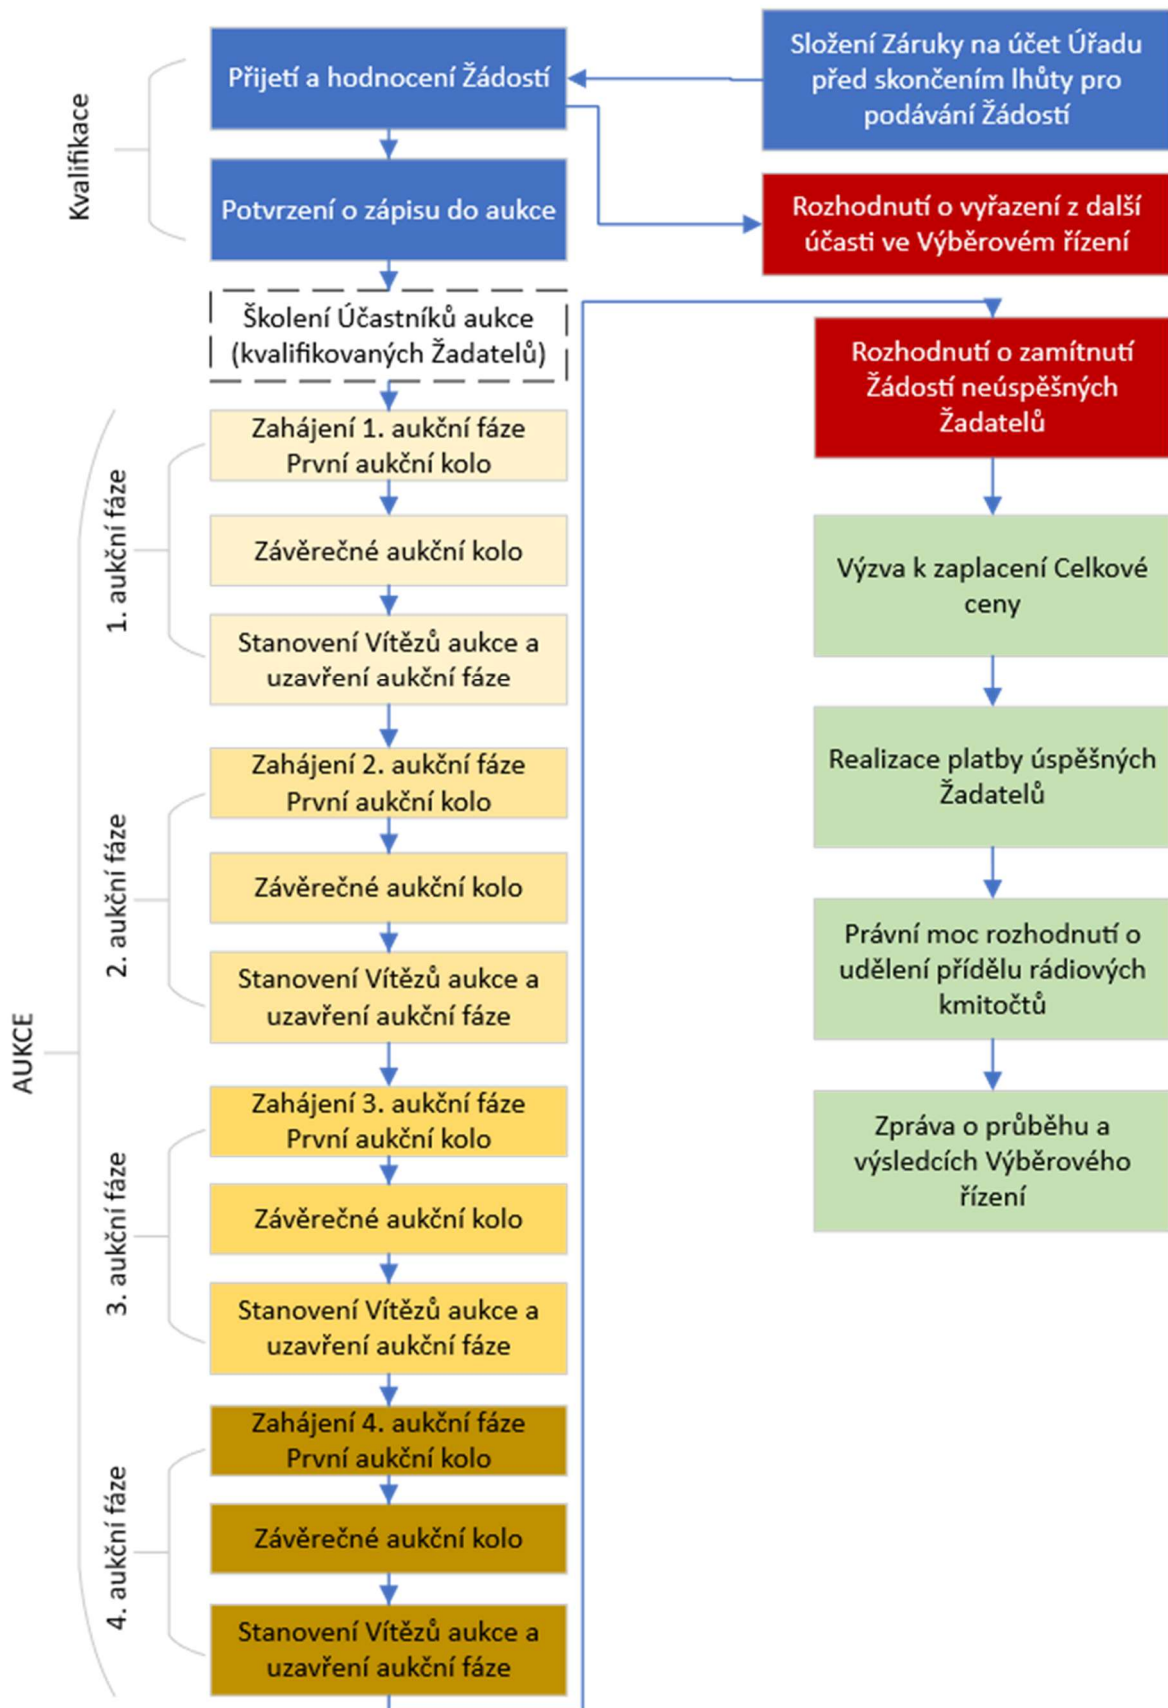 Kvalifikace
Přijetí a hodnocení Žádostí
Složení Záruky na účet Úřadu
před skončením lhůty pro
podávání Žádostí
Potvrzení o zápisu do aukce
Rozhodnutí o vyřazení z další
účasti ve Výběrovém řízení
Školení Účastníků aukce
(kvalifikovaných Žadatelů)
AUKCE
1. aukční fáze
Zahájení 1. aukční fáze
První aukční kolo
Závěrečné aukční kolo
Stanovení Vítězů aukce a
uzavření aukční fáze
2. aukční fáze
Zahájení 2. aukční fáze
První aukční kolo
Závěrečné aukční kolo
Stanovení Vítězů aukce a
uzavření aukční fáze
3. aukční fáze
Zahájení 3. aukční fáze
První aukční kolo
Závěrečné aukční kolo
Stanovení Vítězů aukce a
uzavření aukční fáze
4. aukční fáze
Zahájení 4. aukční fáze
První aukční kolo
Závěrečné aukční kolo
Stanovení Vítězů aukce a
uzavření aukční fáze
Rozhodnutí o zamítnutí
Žádostí neúspěšných
Žadatelů
Výzva k zaplacení Celkové
ceny
Realizace platby úspěšných
Žadatelů
Právní moc rozhodnutí o
udělení přídělu rádiových
kmitočtů
Zpráva o průběhu a
výsledcích Výběrového
řízení